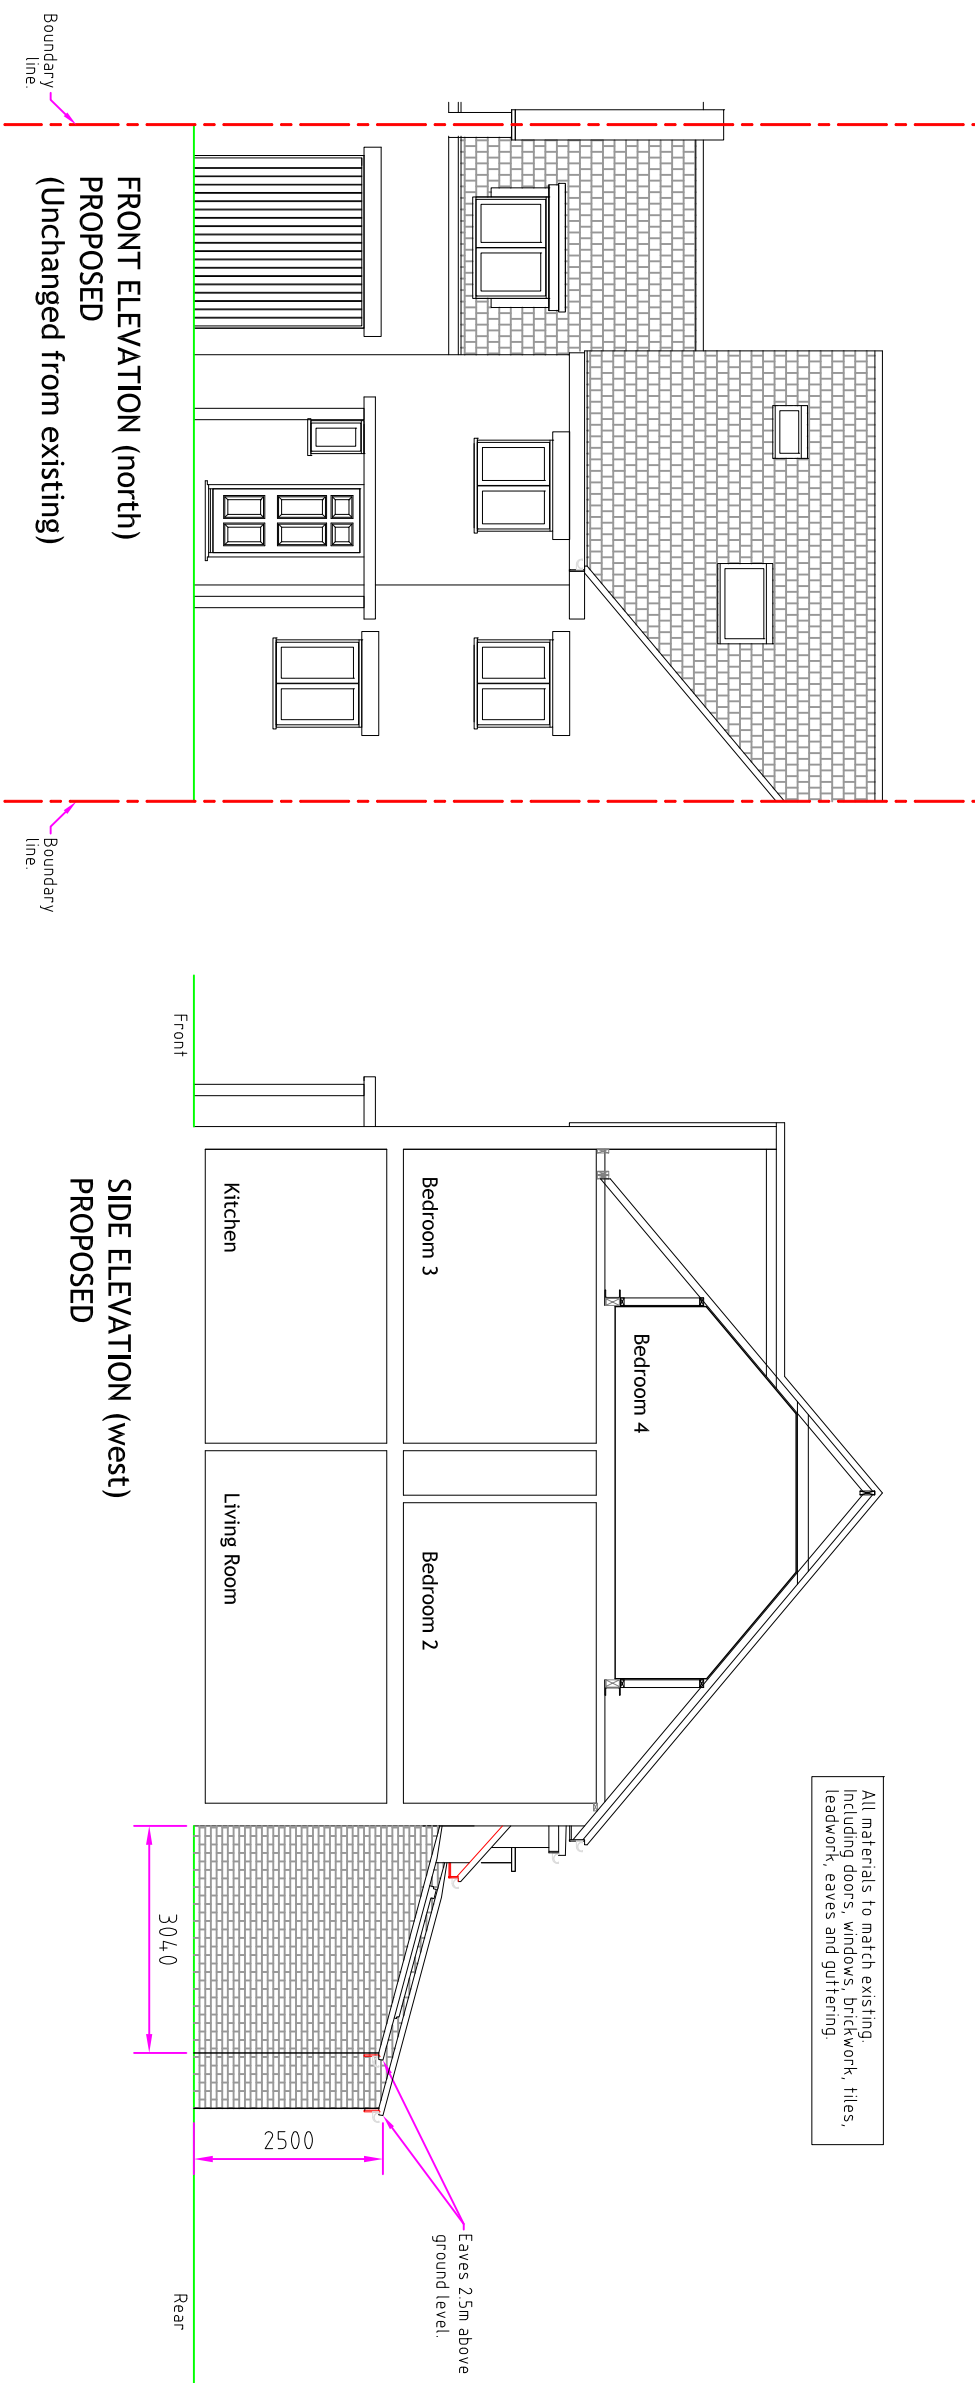 Boundary
line.
FRONT ELEVATION (north)
PROPOSED
(Unchanged from existing)
Boundary
line.
Front
Kitchen
Bedroom 3
Bedroom 4
Living Room
Bedroom 2
SIDE ELEVATION (west)
PROPOSED
All materials to match existing.
Including doors, windows, brickwork, tiles,
leadwork, eaves and guttering.
3040
2500
Eaves 2.5m above
ground level.
Rear